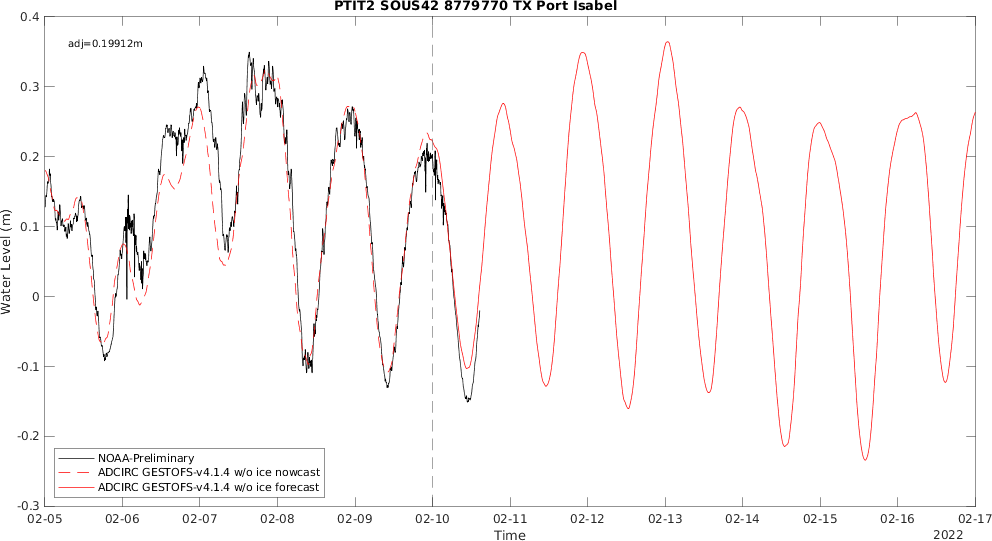 PTIT2 SOUS42 8779770 TX Port Isabel
adj=0.19912m
0.4
0.3
0.2
0.1
0
-0.1
-0.2
-0.3
Water Level (m)
NOAA-Preliminary
ADCIRC GESTOFS-v4.1.4 w/o ice nowcast
ADCIRC GESTOFS-v4.1.4 w/o ice forecast
02-05 02-06 02-07 02-08 02-09 02-10 02-11 02-12 02-13 02-14 02-15 02-16 02-17
Time
2022